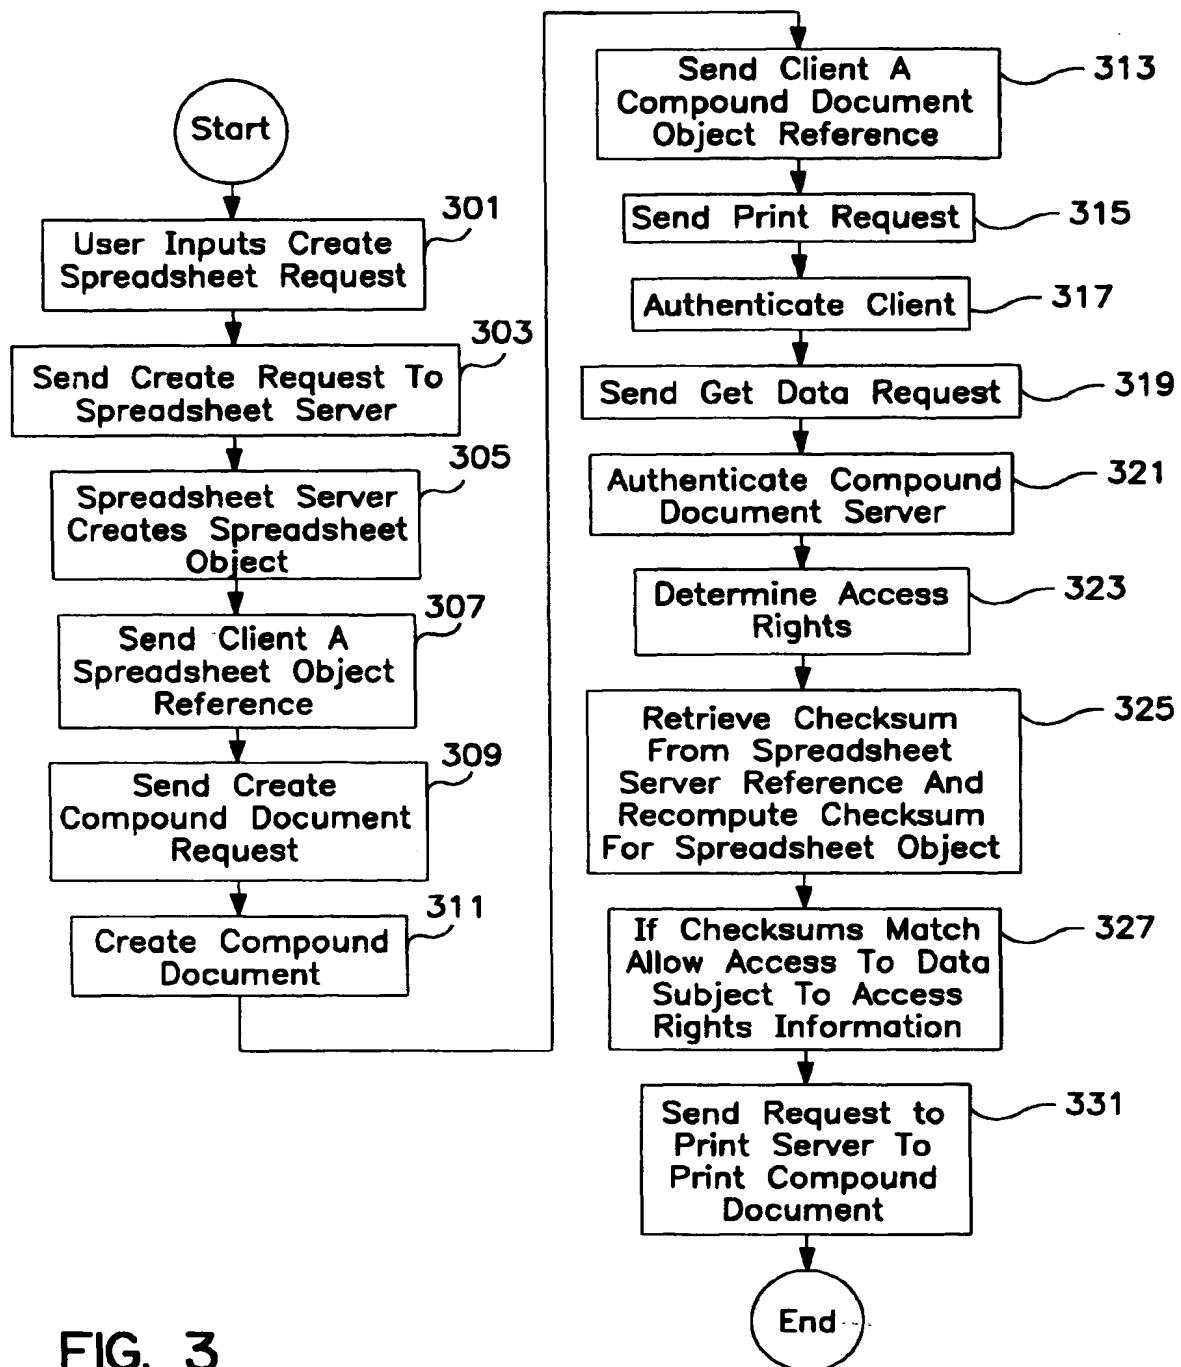 Start
301
User Inputs Create
Spreadsheet Request
303
Send Create Request To
Spreadsheet Server
305
Spreadsheet Server
Creates Spreadsheet
Object
307
Send Client A
Spreadsheet Object
Reference
309
Send Create
Compound Document
Request
311
Create Compound
Document
313
Send Client A
Compound Document
Object Reference
315
Send Print Request
317
Authenticate Client
319
Send Get Data Request
321
Authenticate Compound
Document Server
323
Determine Access
Rights
325
Retrieve Checksum
From Spreadsheet
Server Reference And
Recompute Checksum
For Spreadsheet Object
327
If Checksums Match
Allow Access To Data
Subject To Access
Rights Information
331
Send Request to
Print Server To
Print Compound
Document
End
FIG. 3